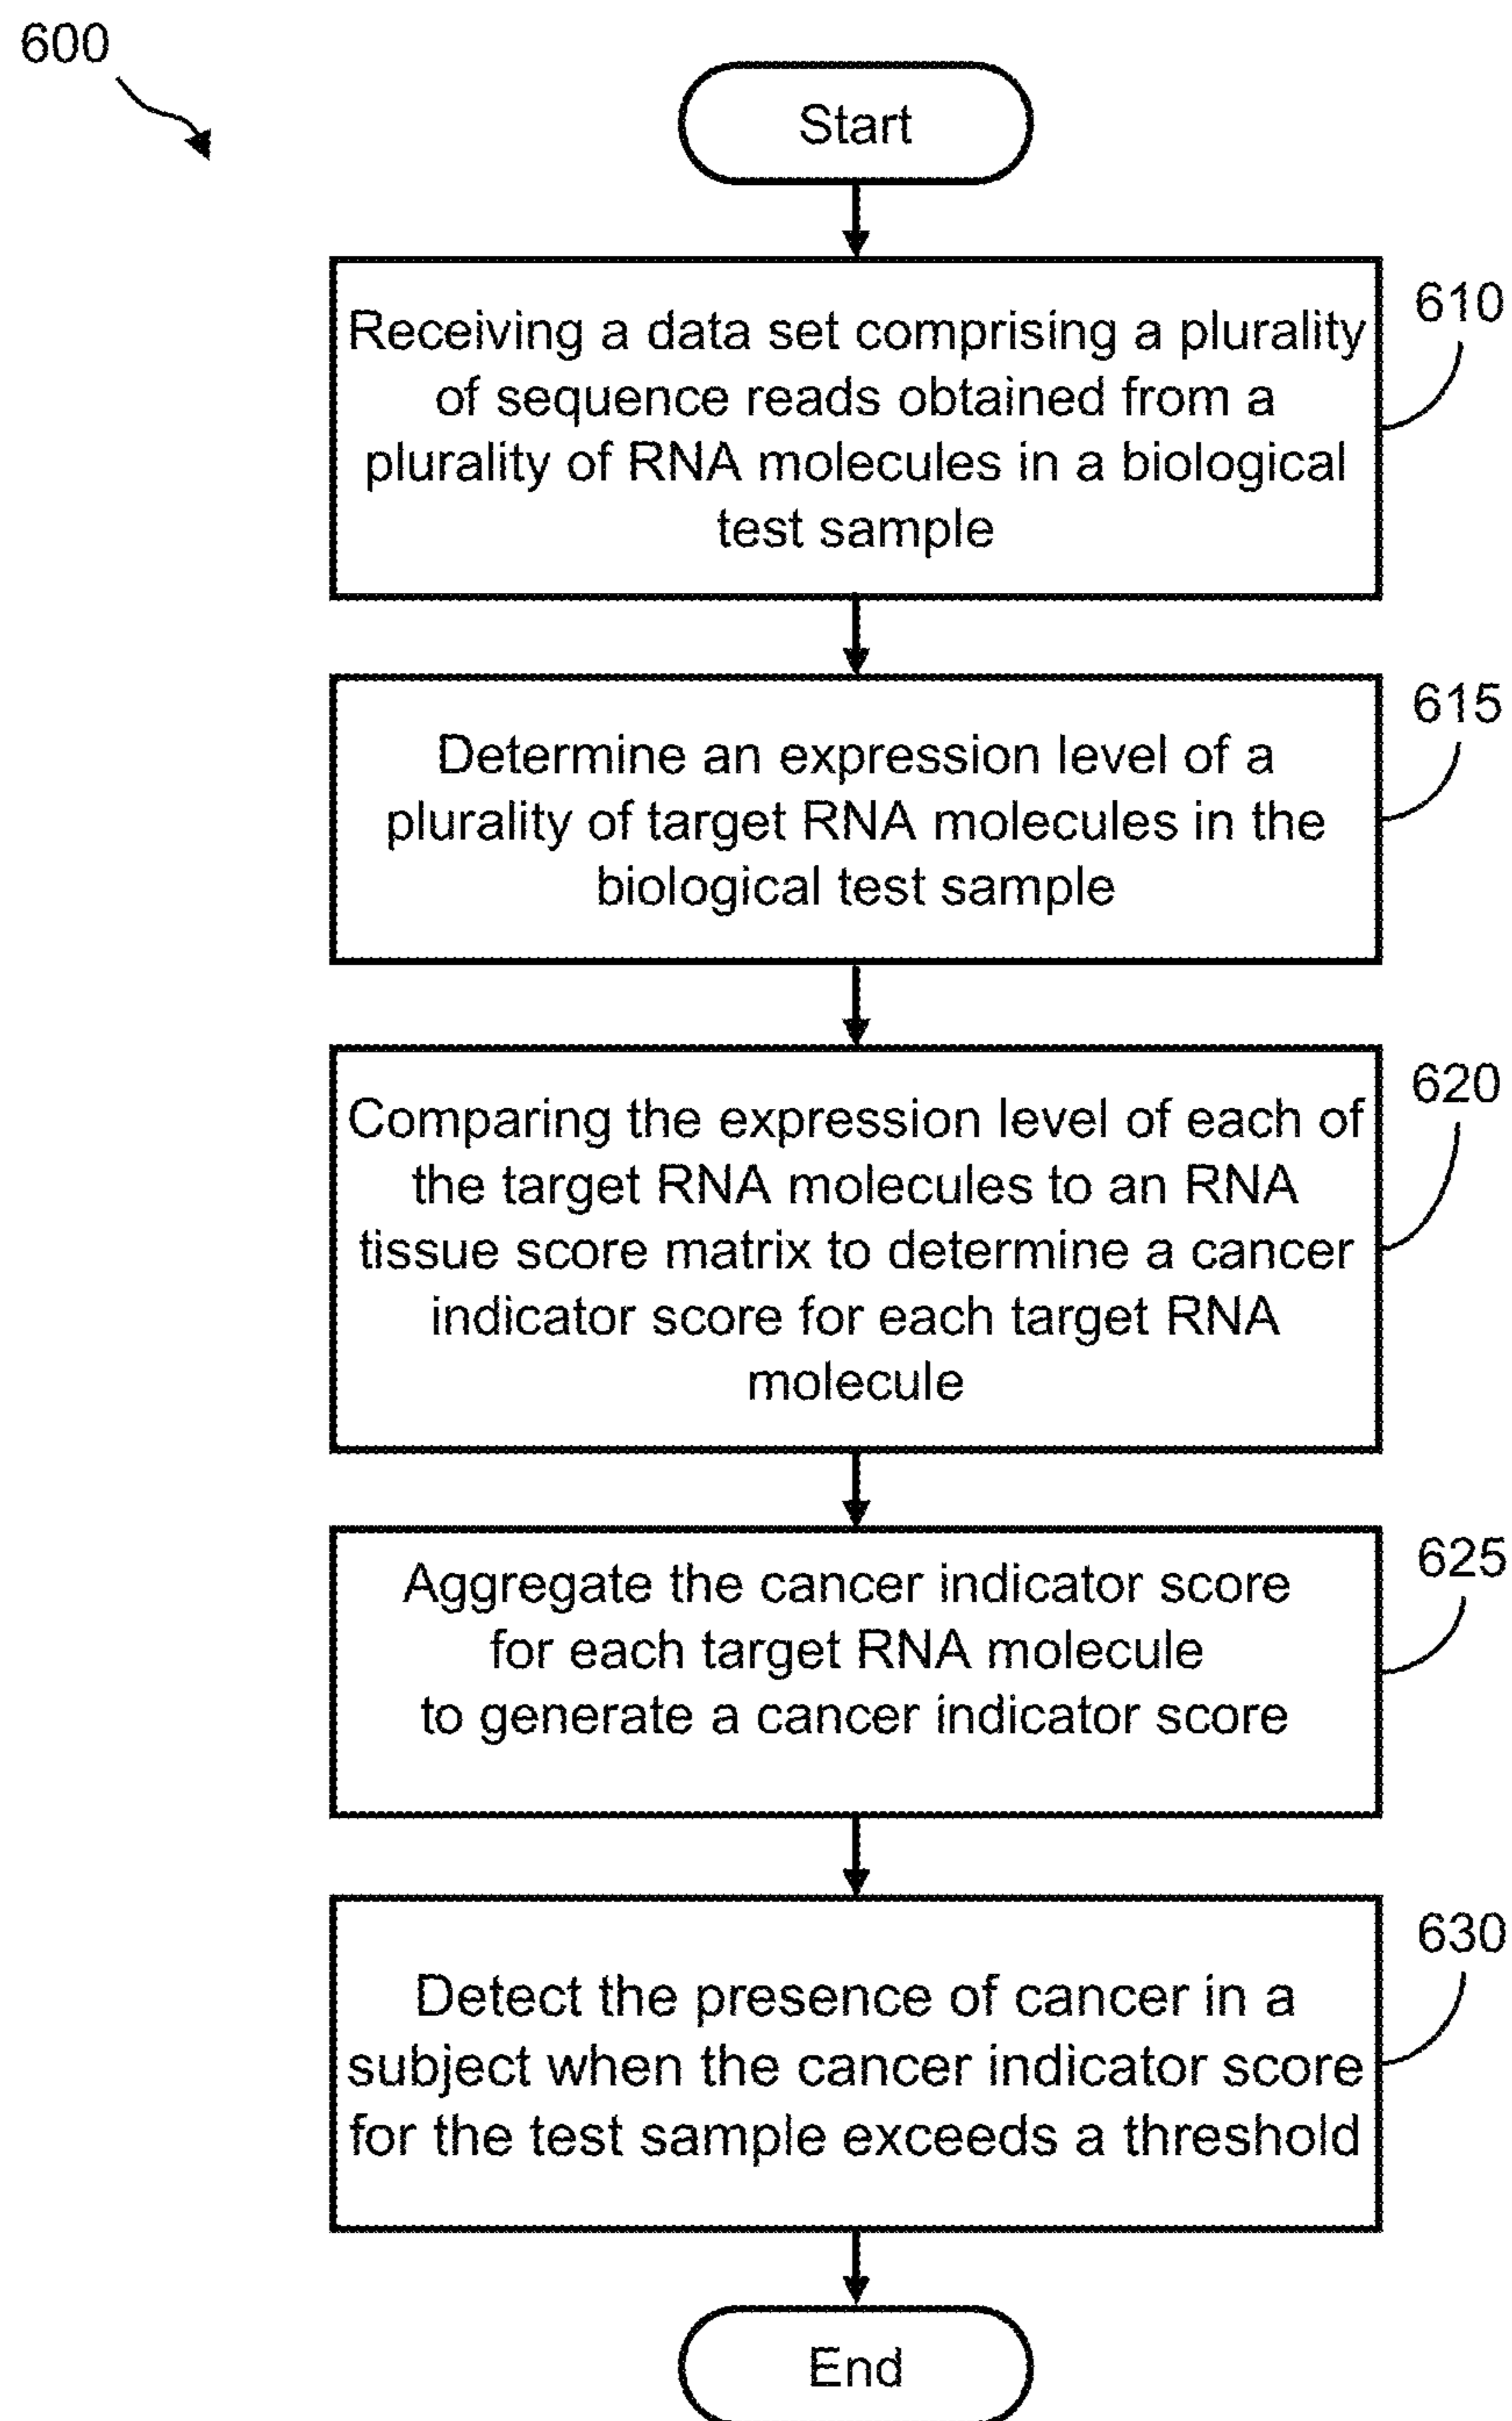 600
Start
610
Receiving a data set comprising a plurality
of sequence reads obtained from a
plurality of RNA molecules in a biological
test sample
615
Determine an expression level of a
plurality of target RNA molecules in the
biological test sample
620
Comparing the expression level of each of
the target RNA molecules to an RNA
tissue score matrix to determine a cancer
indicator score for each target RNA
molecule
625
Aggregate the cancer indicator score
for each target RNA molecule
to generate a cancer indicator score
630
Detect the presence of cancer in a
subject when the cancer indicator score
for the test sample exceeds a threshold
End